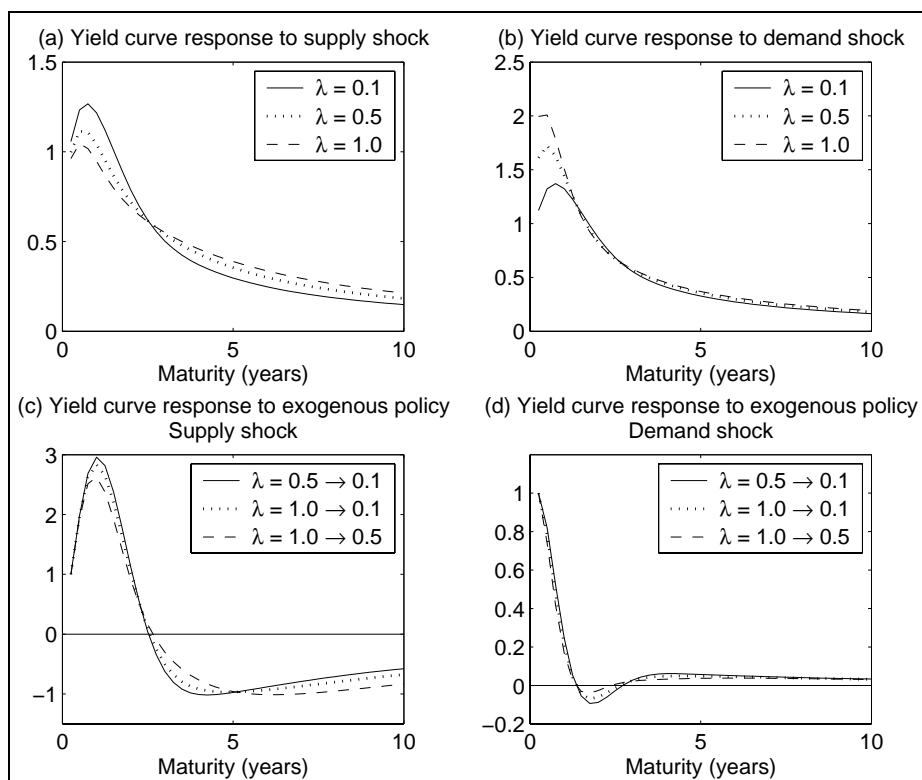 (a) Yield curve response to supply shock
1.5
1
0.5
0
0
5
10
λ = 0.1
λ = 0.5
λ = 1.0
Maturity (years)
(b) Yield curve response to demand shock
2.5
2
1.5
1
0.5
0
0
5
10
λ = 0.1
λ = 0.5
λ = 1.0
Maturity (years)
(c) Yield curve response to exogenous policy
Supply shock
3
2
1
0
−1
0
5
10
λ = 0.5 → 0.1
λ = 1.0 → 0.1
λ = 1.0 → 0.5
Maturity (years)
(d) Yield curve response to exogenous policy
Demand shock
1
0.8
0.6
0.4
0.2
0
−0.2
0
5
10
λ = 0.5 → 0.1
λ = 1.0 → 0.1
λ = 1.0 → 0.5
Maturity (years)